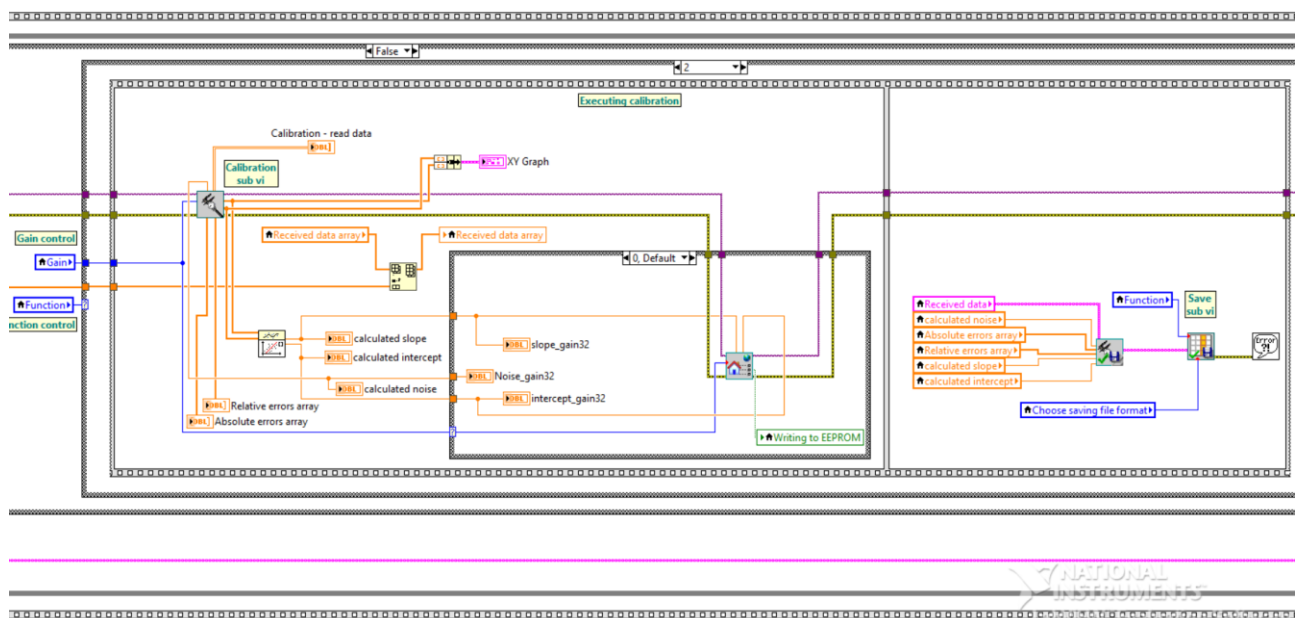 False
2
Executing calibration
Calibration - read data
DBL
Calibration
sub vi
XY Graph
Gain control
Gain
Function
nction control
Received data array
Received data array
0, Default
DBL
calculated slope
DBL
calculated intercept
DBL
calculated noise
DBL
Relative errors array
DBL
Absolute errors array
DBL
slope_gain32
DBL
Noise_gain32
DBL
intercept_gain32
Writing to EEPROM
Received data
calculated noise
Absolute errors array
Relative errors array
calculated slope
calculated intercept
Function
Save
sub vi
Error
?!
Choose saving file format
NATIONAL
INSTRUMENTS